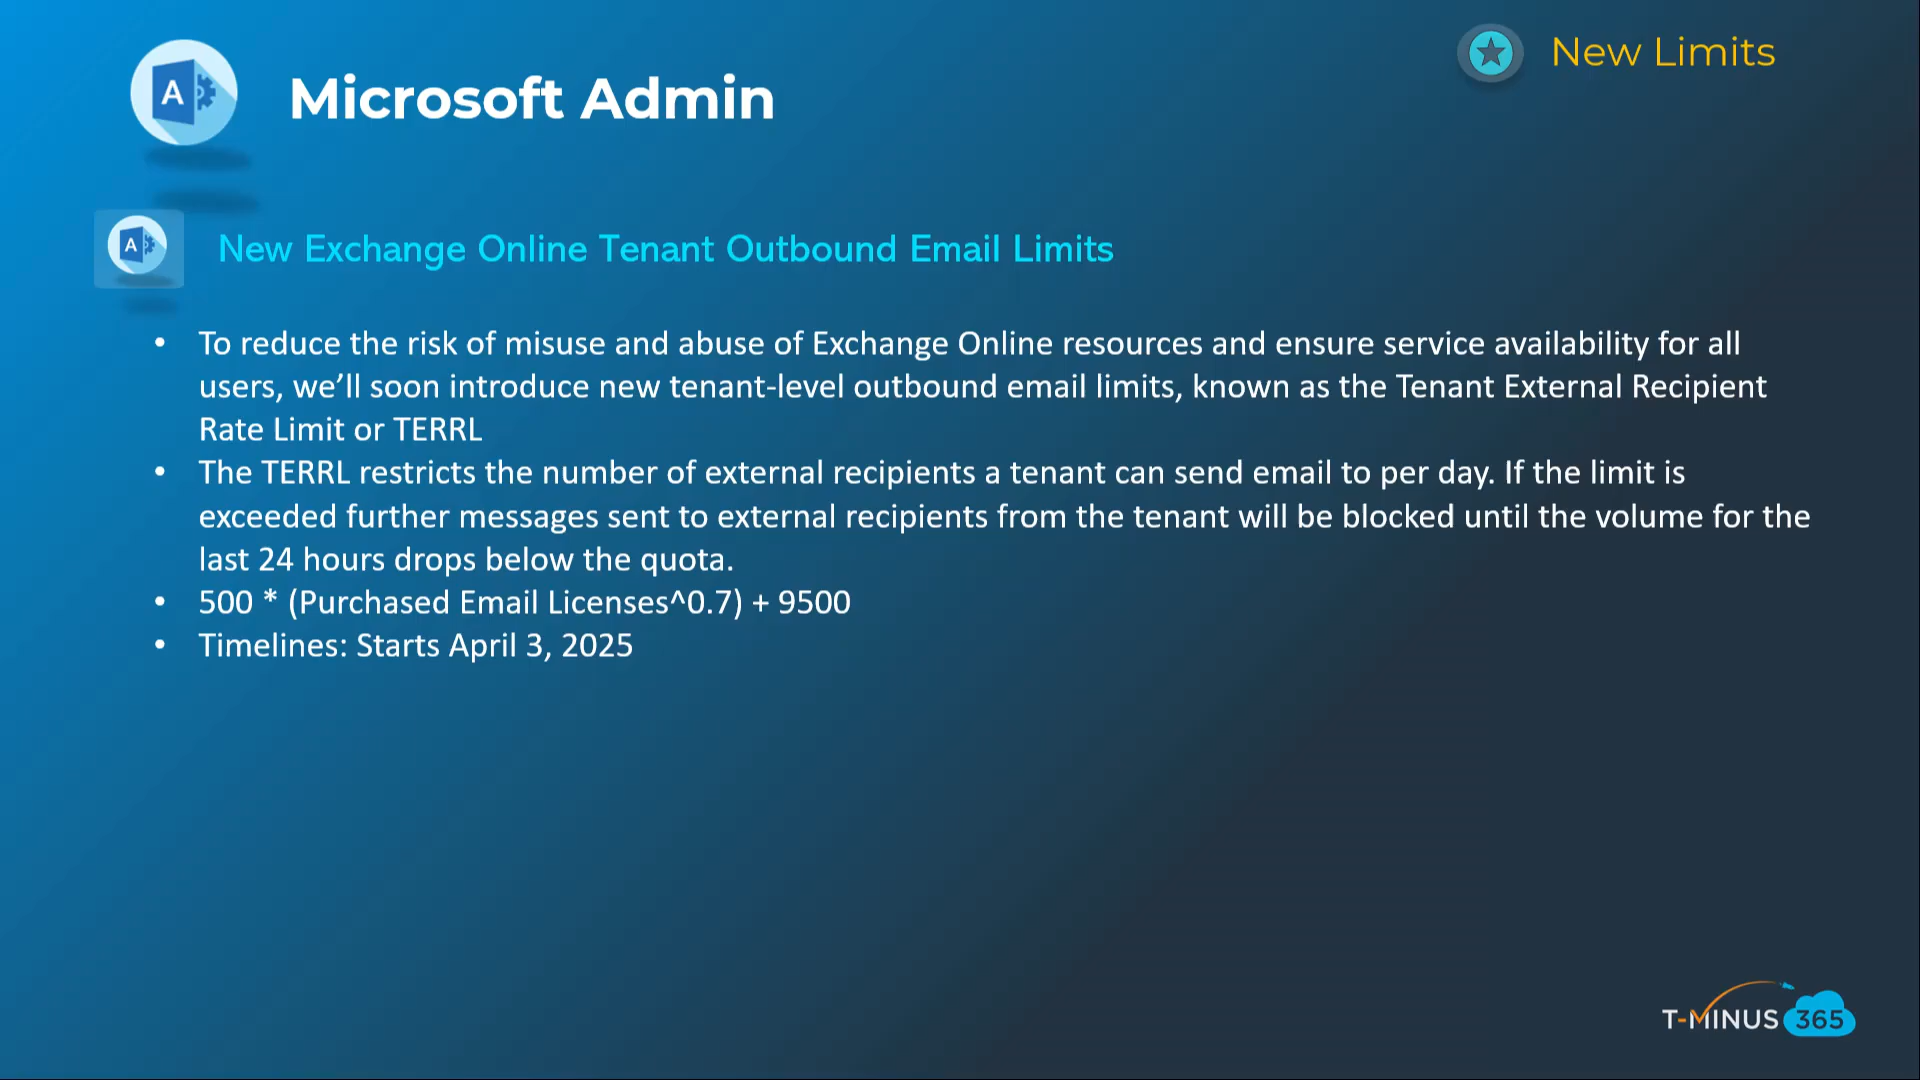 New Limits
A
Microsoft Admin
A
New Exchange Online Tenant Outbound Email Limits
• To reduce the risk of misuse and abuse of Exchange Online resources and ensure service availability for all
users, we’ll soon introduce new tenant-level outbound email limits, known as the Tenant External Recipient
Rate Limit or TERRL
• The TERRL restricts the number of external recipients a tenant can send email to per day. If the limit is
exceeded further messages sent to external recipients from the tenant will be blocked until the volume for the
last 24 hours drops below the quota.
• 500 * (Purchased Email Licenses^0.7) + 9500
• Timelines: Starts April 3, 2025
T-MINUS 365